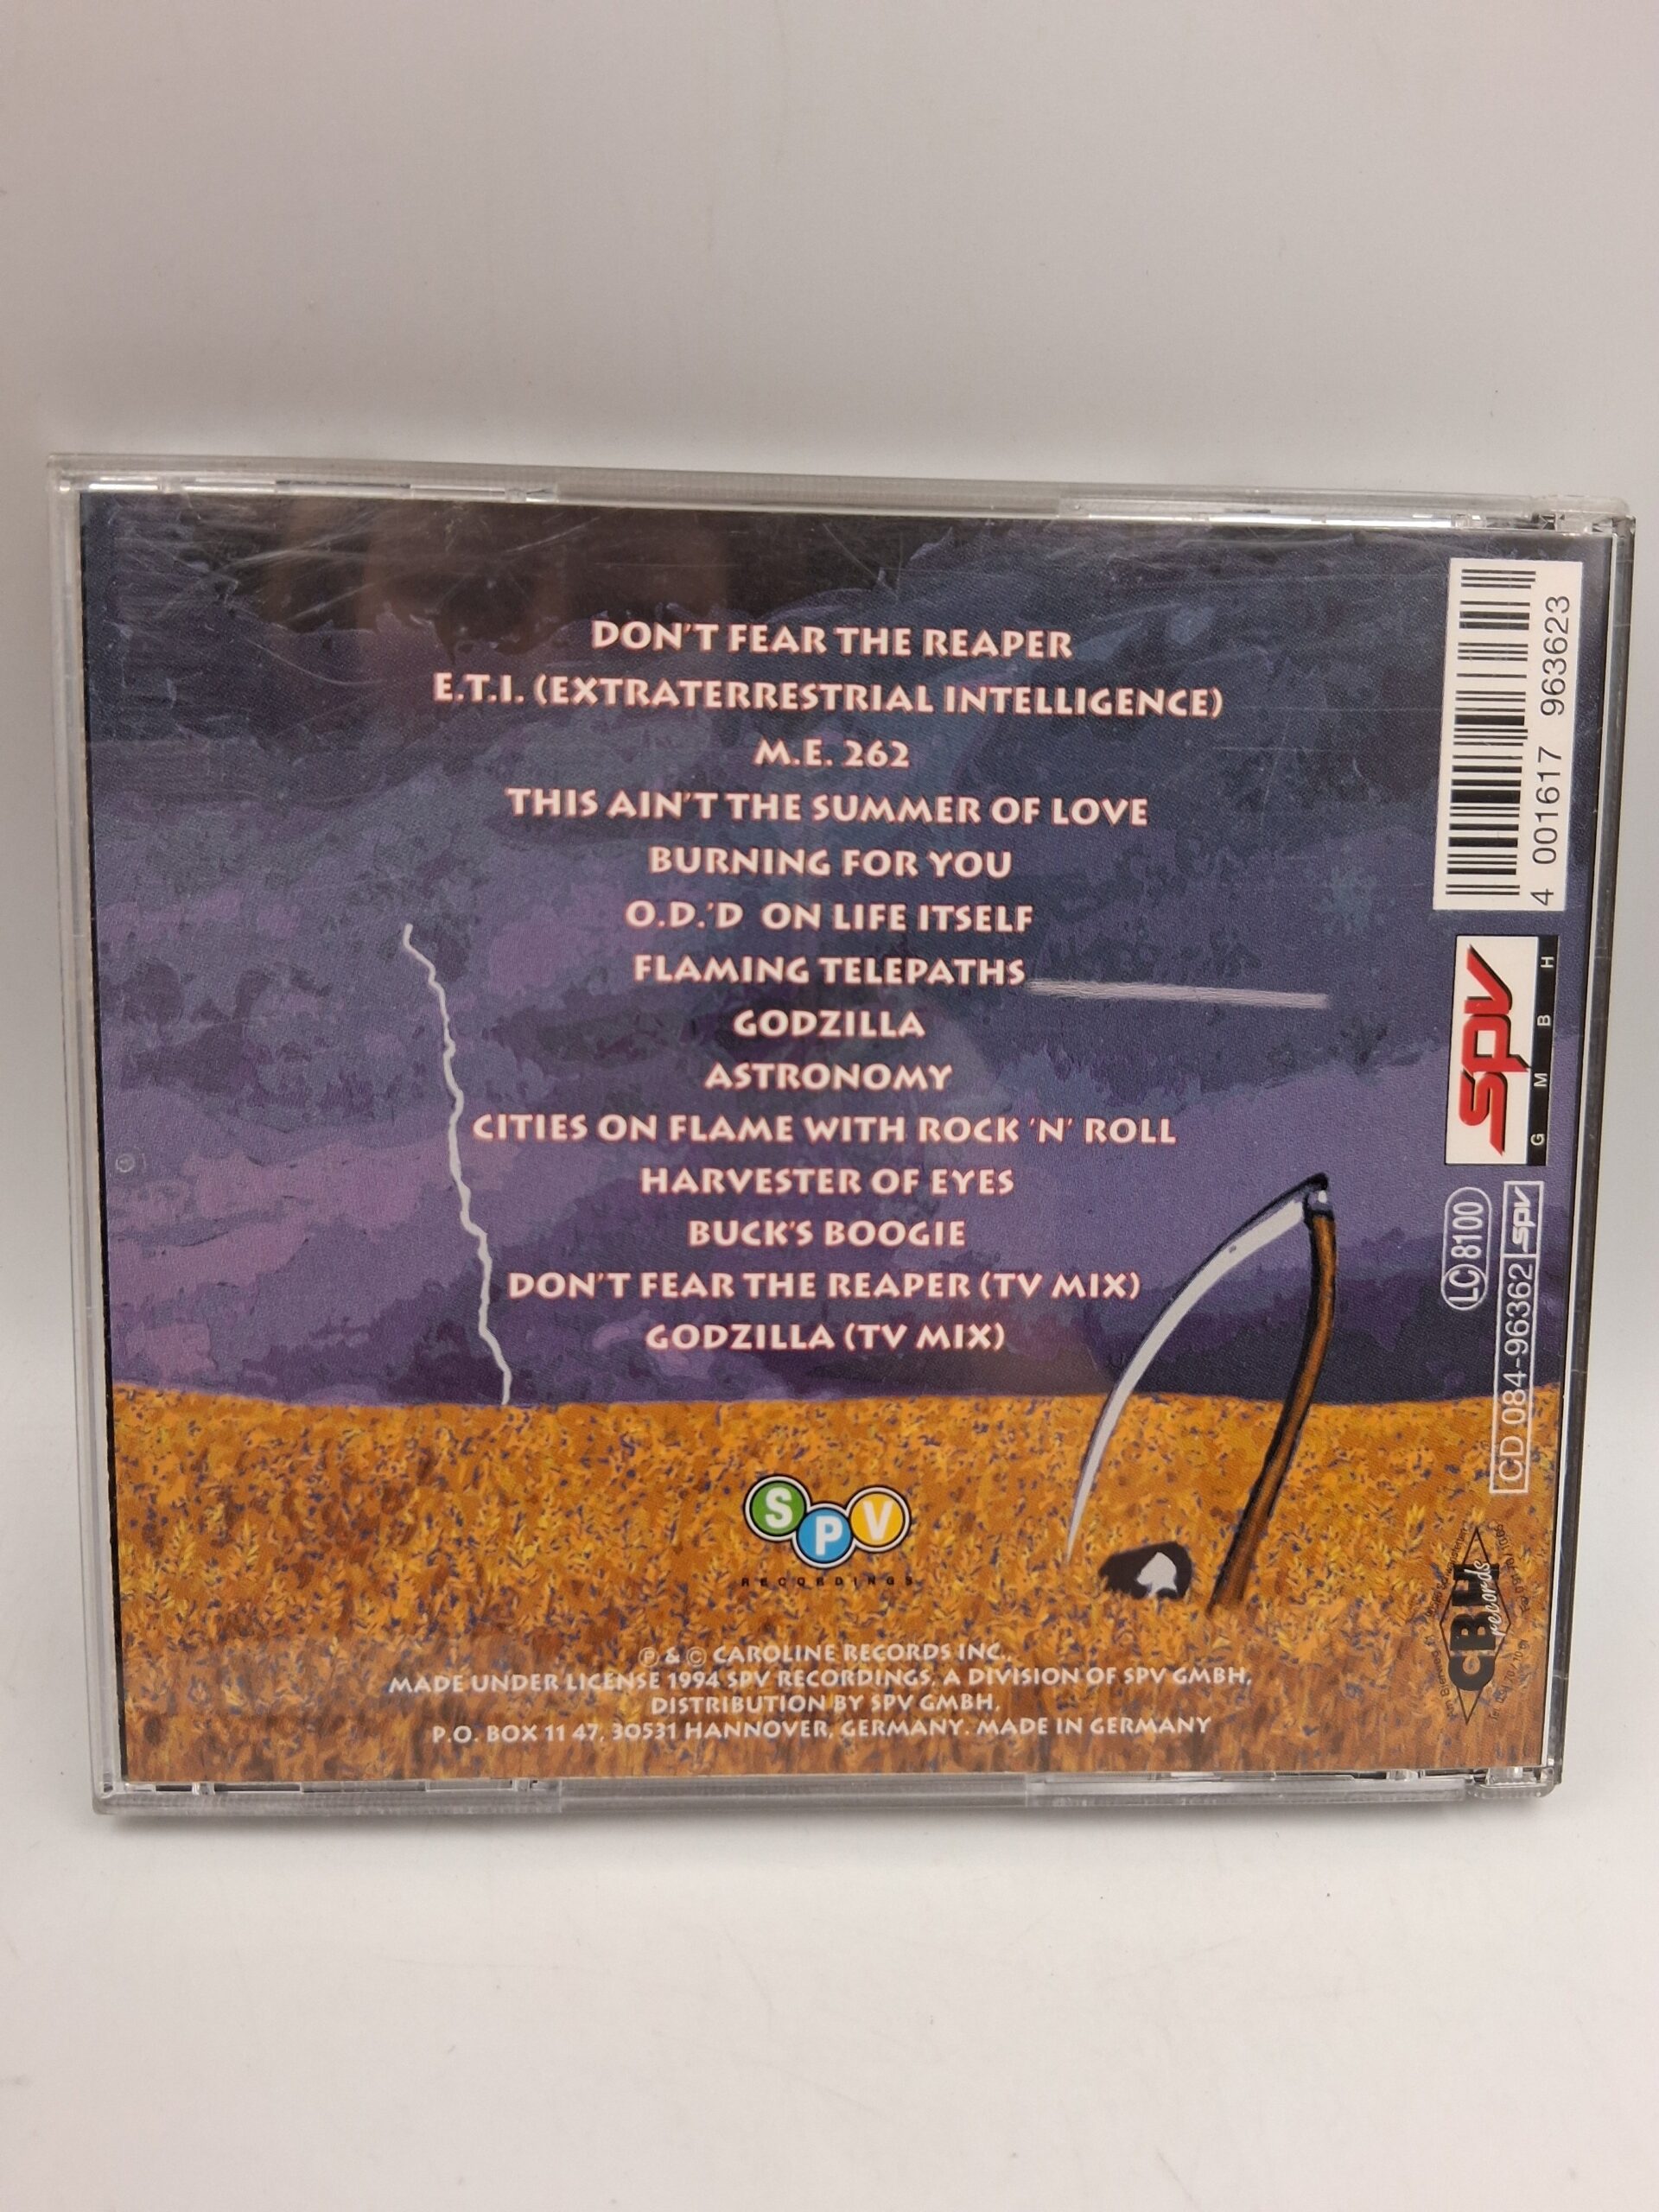 DON'T FEAR THE REAPER
E.T.I. (EXTRATERRESTRIAL INTELLIGENCE)
M.E. 262
THIS AIN'T THE SUMMER OF LOVE
BURNING FOR YOU
O.D.'D ON LIFE ITSELF
FLAMING TELEPATHS
GODZILLA
ASTRONOMY
CITIES ON FLAME WITH ROCK 'N' ROLL
HARVESTER OF EYES
BUCK'S BOOGIE
DON'T FEAR THE REAPER (TV MIX)
GODZILLA (TV MIX)
SPV
RECORDINGS
℗ & © CAROLINE RECORDS INC.,
MADE UNDER LICENSE 1994 SPV RECORDINGS, A DIVISION OF SPV GMBH,
DISTRIBUTION BY SPV GMBH,
P.O. BOX 11 47, 30531 HANNOVER, GERMANY. MADE IN GERMANY
4 001617 963623
SPV
GMBH
LC 8100
CD 084-96362 SPV
CBH
records